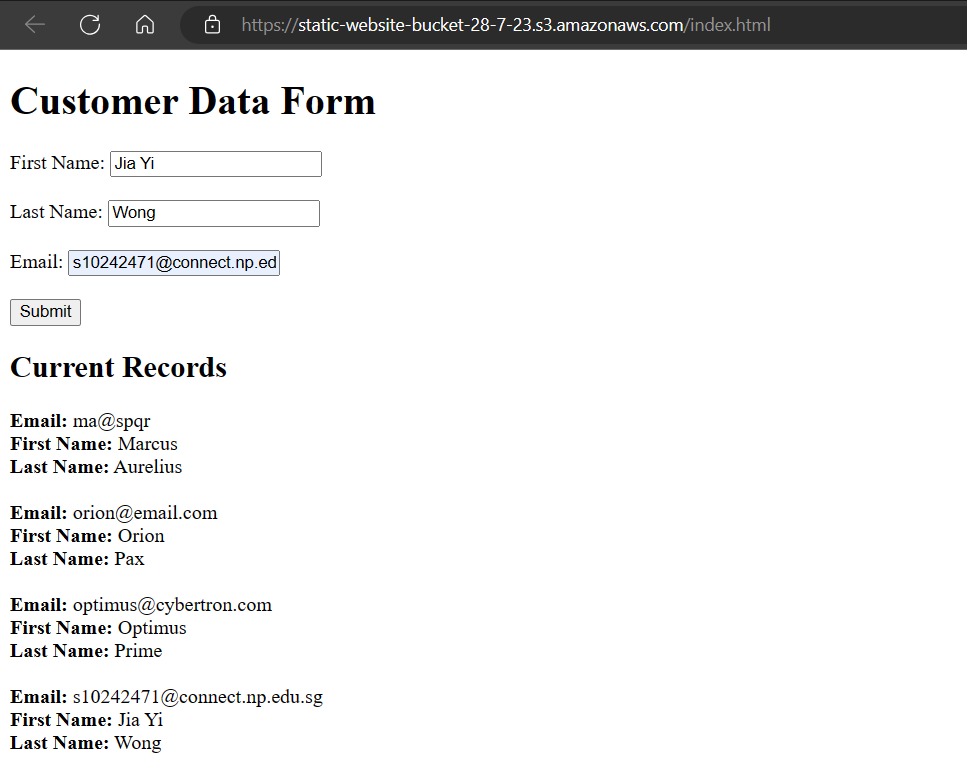 https://static-website-bucket-28-7-23.s3.amazonaws.com/index.html
Customer Data Form
First Name: Jia Yi
Last Name: Wong
Email: s10242471@connect.np.ed
Submit
Current Records
Email: ma@spqr
First Name: Marcus
Last Name: Aurelius
Email: orion@email.com
First Name: Orion
Last Name: Pax
Email: optimus@cybertron.com
First Name: Optimus
Last Name: Prime
Email: s10242471@connect.np.edu.sg
First Name: Jia Yi
Last Name: Wong